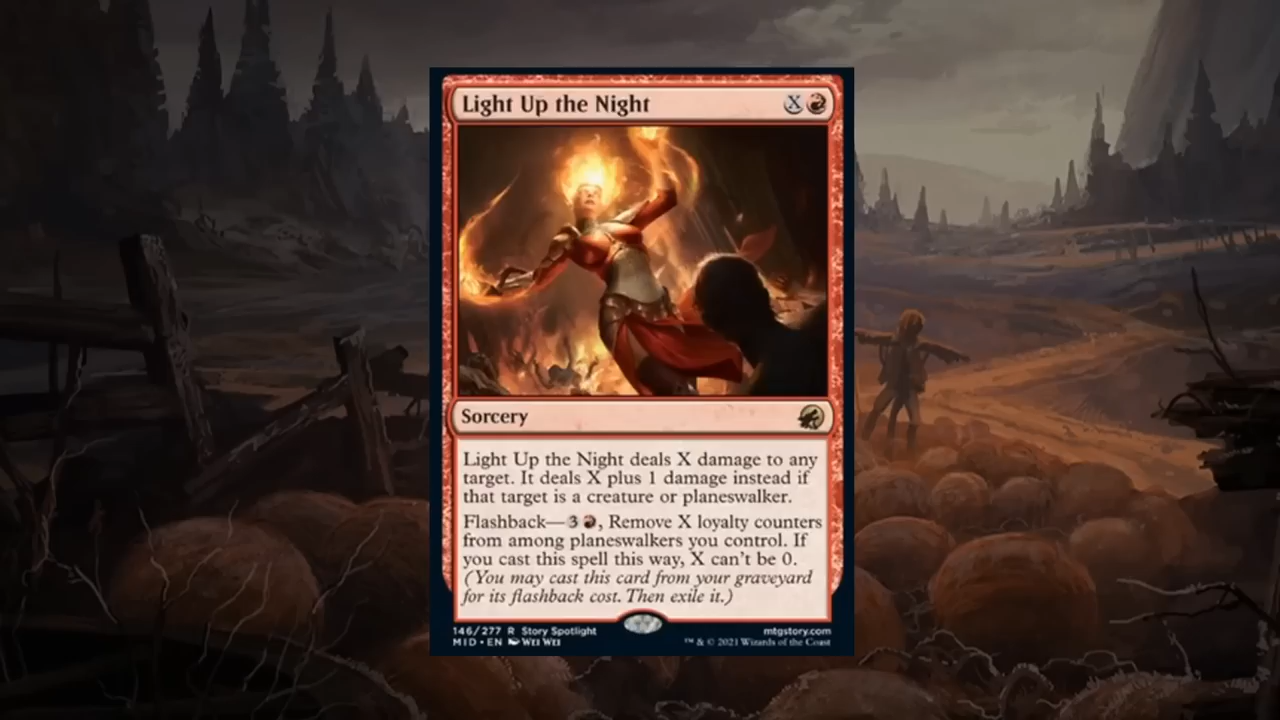 Light Up the Night X
Sorcery
Light Up the Night deals X damage to any
target. It deals X plus 1 damage instead if
that target is a creature or planeswalker.
Flashback—3, Remove X loyalty counters
from among planeswalkers you control. If
you cast this spell this way, X can't be 0.
(You may cast this card from your graveyard
for its flashback cost. Then exile it.)
146/277 R Story Spotlight mtgstory.com
MID • EN Wei Wei ™ & © 2021 Wizards of the Coast